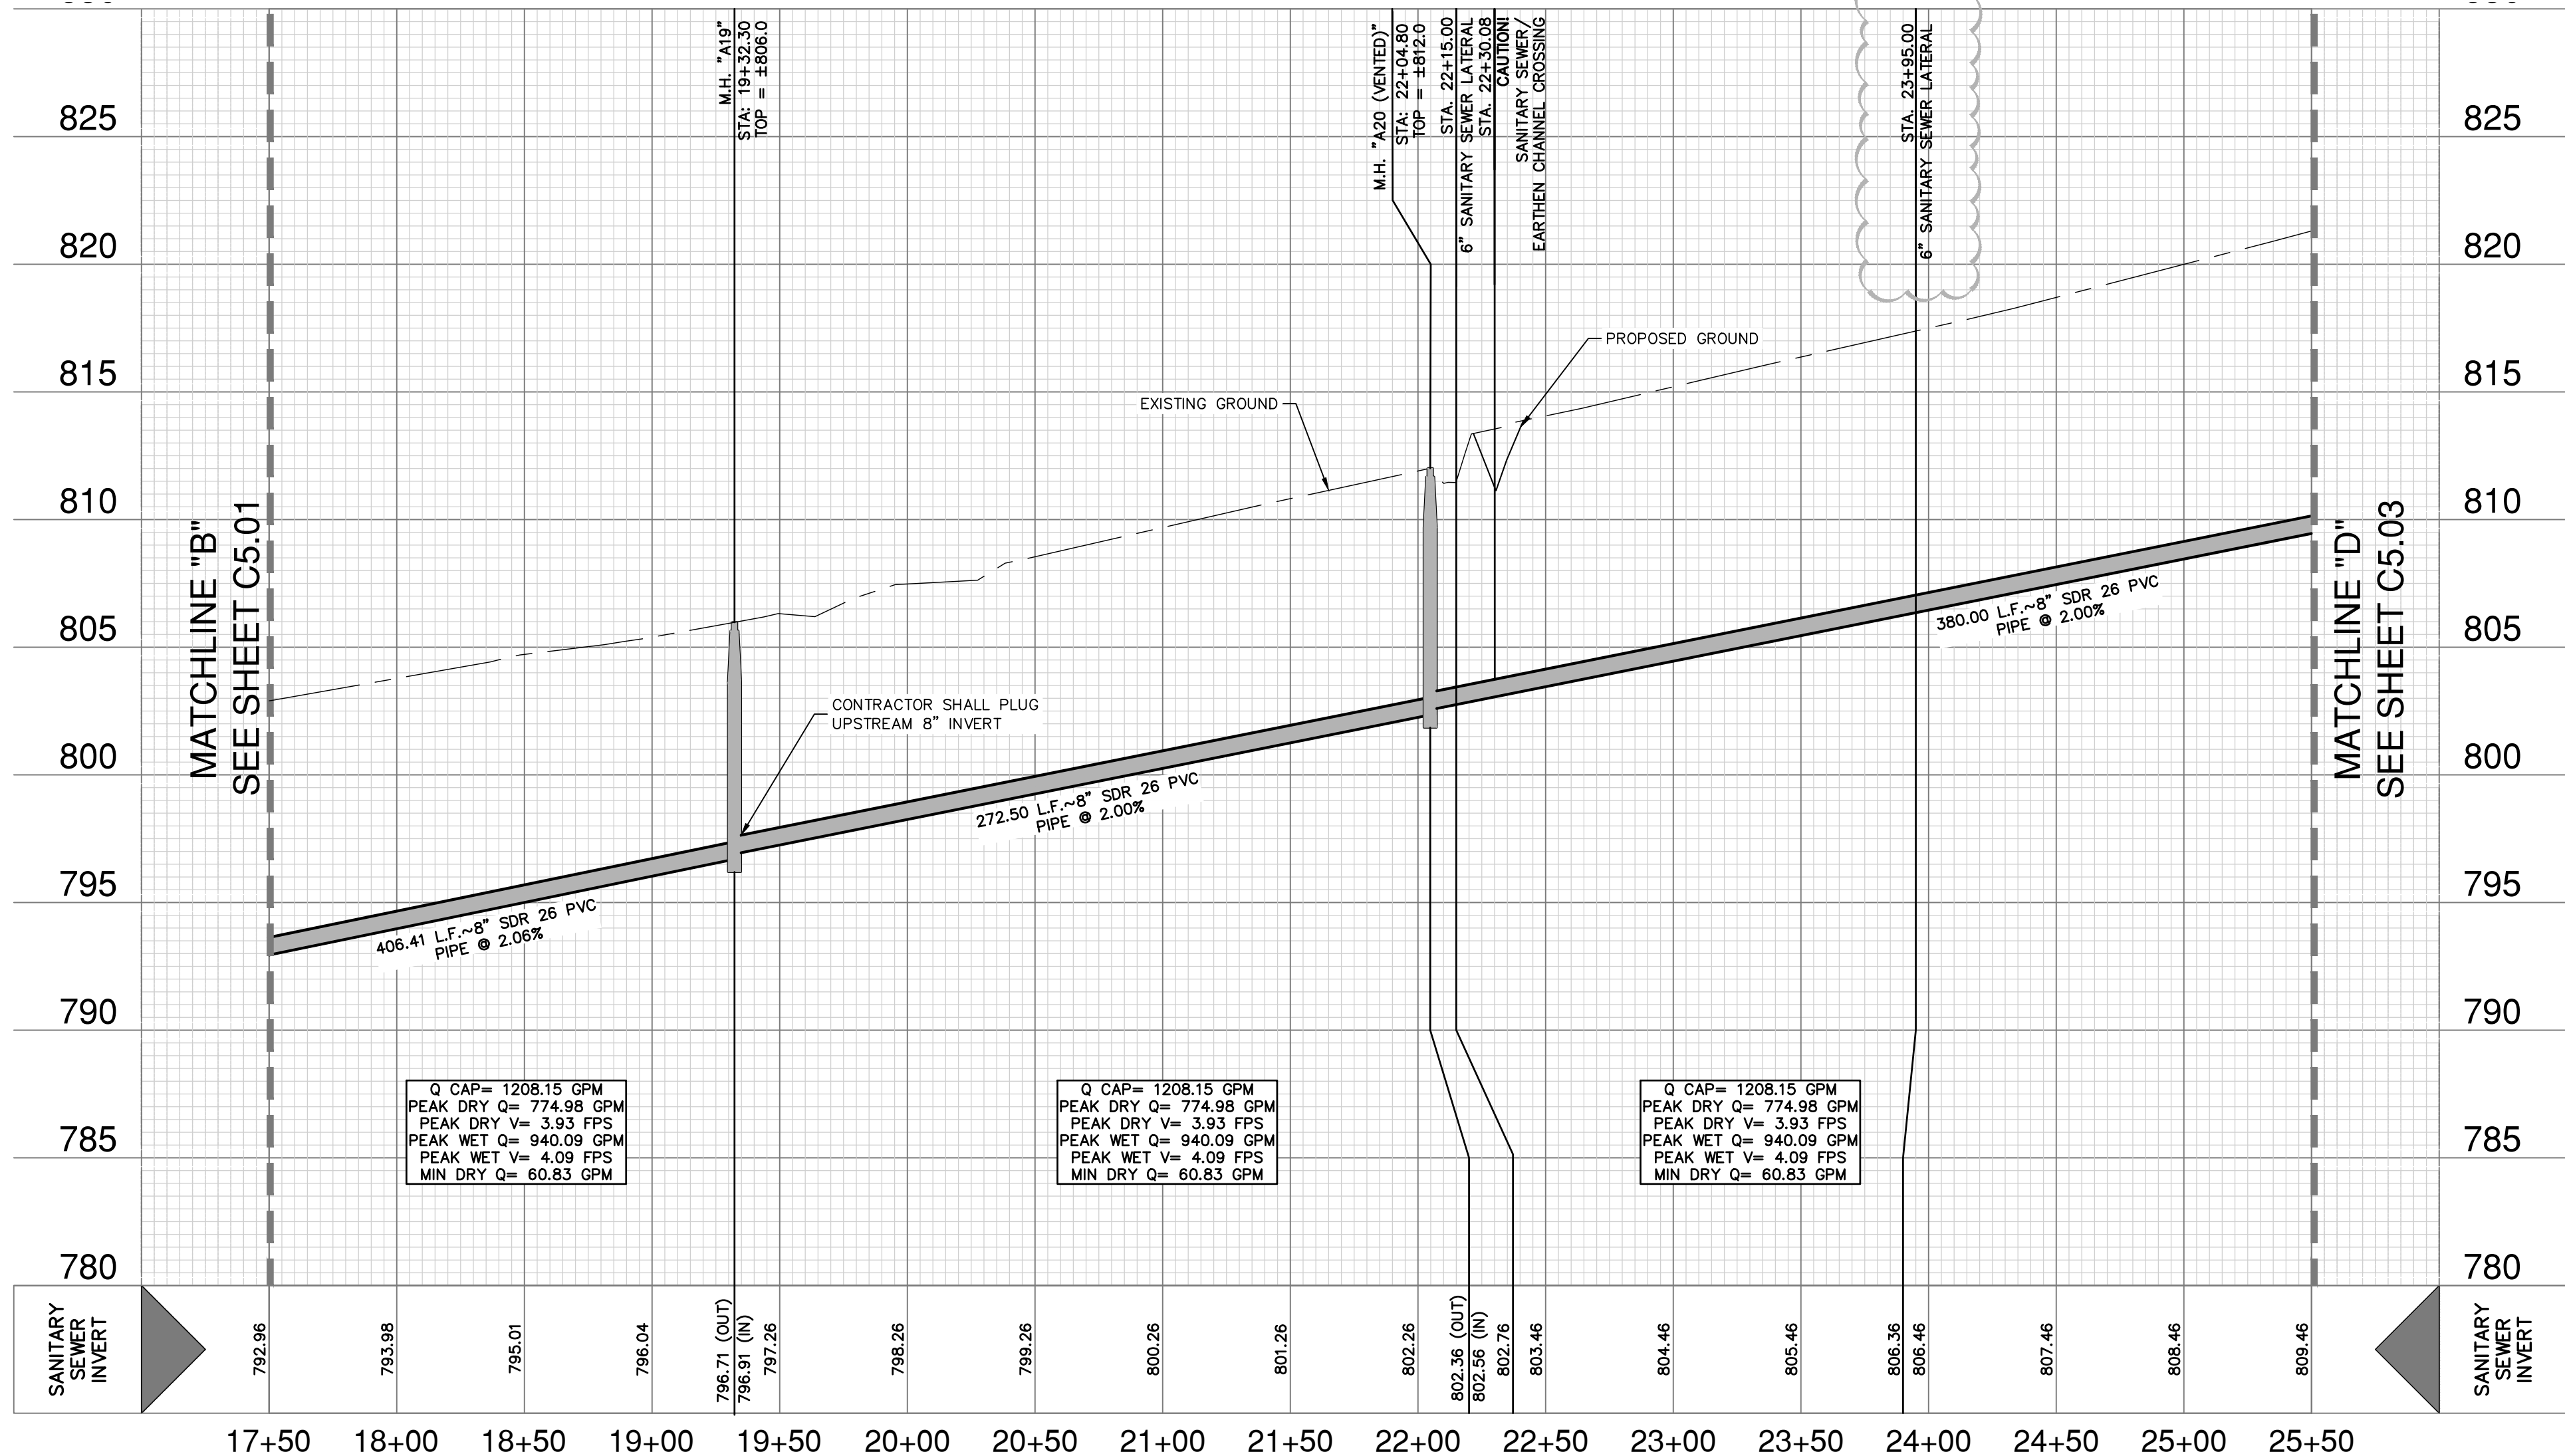 M.H. "A19"
STA: 19+32.30
TOP = ±806.0
M.H. "A20 (VENTED)"
STA: 22+04.80
TOP = ±812.0
STA. 22+15.00
6" SANITARY SEWER LATERAL
STA. 22+30.08
CAUTION!
SANITARY SEWER/
EARTHEN CHANNEL CROSSING
STA. 23+95.00
6" SANITARY SEWER LATERAL
825
825
820
820
815
815
810
810
805
805
800
800
795
795
790
790
785
785
780
780
MATCHLINE "B"
SEE SHEET C5.01
MATCHLINE "D"
SEE SHEET C5.03
PROPOSED GROUND
EXISTING GROUND
CONTRACTOR SHALL PLUG
UPSTREAM 8" INVERT
406.41 L.F.~8" SDR 26 PVC
PIPE @ 2.06%
272.50 L.F.~8" SDR 26 PVC
PIPE @ 2.00%
380.00 L.F.~8" SDR 26 PVC
PIPE @ 2.00%
Q CAP= 1208.15 GPM
PEAK DRY Q= 774.98 GPM
PEAK DRY V= 3.93 FPS
PEAK WET Q= 940.09 GPM
PEAK WET V= 4.09 FPS
MIN DRY Q= 60.83 GPM
Q CAP= 1208.15 GPM
PEAK DRY Q= 774.98 GPM
PEAK DRY V= 3.93 FPS
PEAK WET Q= 940.09 GPM
PEAK WET V= 4.09 FPS
MIN DRY Q= 60.83 GPM
Q CAP= 1208.15 GPM
PEAK DRY Q= 774.98 GPM
PEAK DRY V= 3.93 FPS
PEAK WET Q= 940.09 GPM
PEAK WET V= 4.09 FPS
MIN DRY Q= 60.83 GPM
SANITARY
SEWER
INVERT
792.96
793.98
795.01
796.04
796.71 (OUT)
796.91 (IN)
797.26
798.26
799.26
800.26
801.26
802.26
802.36 (OUT)
802.56 (IN)
802.76
803.46
804.46
805.46
806.36
806.46
807.46
808.46
809.46
SANITARY
SEWER
INVERT
17+50
18+00
18+50
19+00
19+50
20+00
20+50
21+00
21+50
22+00
22+50
23+00
23+50
24+00
24+50
25+00
25+50